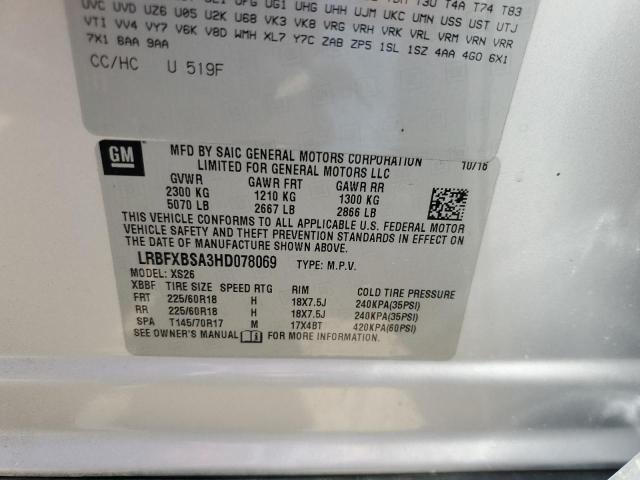 T3U T4A T74 T83
UVC UVD UZ6 U05 U2K U68 VK3 VK8 VRG VRH VRK VRL VRM VRN VRR
VT1 VV4 VY7 V6K V8D WMH XL7 Y7C ZAB ZP5 1SL 1SZ 4AA 4G0 6X1
7X1 8AA 9AA
CC/HC U 519F
GM
MFD BY SAIC GENERAL MOTORS CORPORATION 10/16
LIMITED FOR GENERAL MOTORS LLC
GVWR GAWR FRT GAWR RR
2300 KG 1210 KG 1300 KG
5070 LB 2667 LB 2866 LB
THIS VEHICLE CONFORMS TO ALL APPLICABLE U.S. FEDERAL MOTOR
VEHICLE SAFETY AND THEFT PREVENTION STANDARDS IN EFFECT ON
THE DATE OF MANUFACTURE SHOWN ABOVE.
LRBFXBSA3HD078069 TYPE: M.P.V.
MODEL: XS26
XBBF TIRE SIZE SPEED RTG RIM COLD TIRE PRESSURE
FRT 225/60R18 H 18X7.5J 240KPA(35PSI)
RR 225/60R18 H 18X7.5J 240KPA(35PSI)
SPA T145/70R17 M 17X4BT 420KPA(60PSI)
SEE OWNER'S MANUAL FOR MORE INFORMATION.